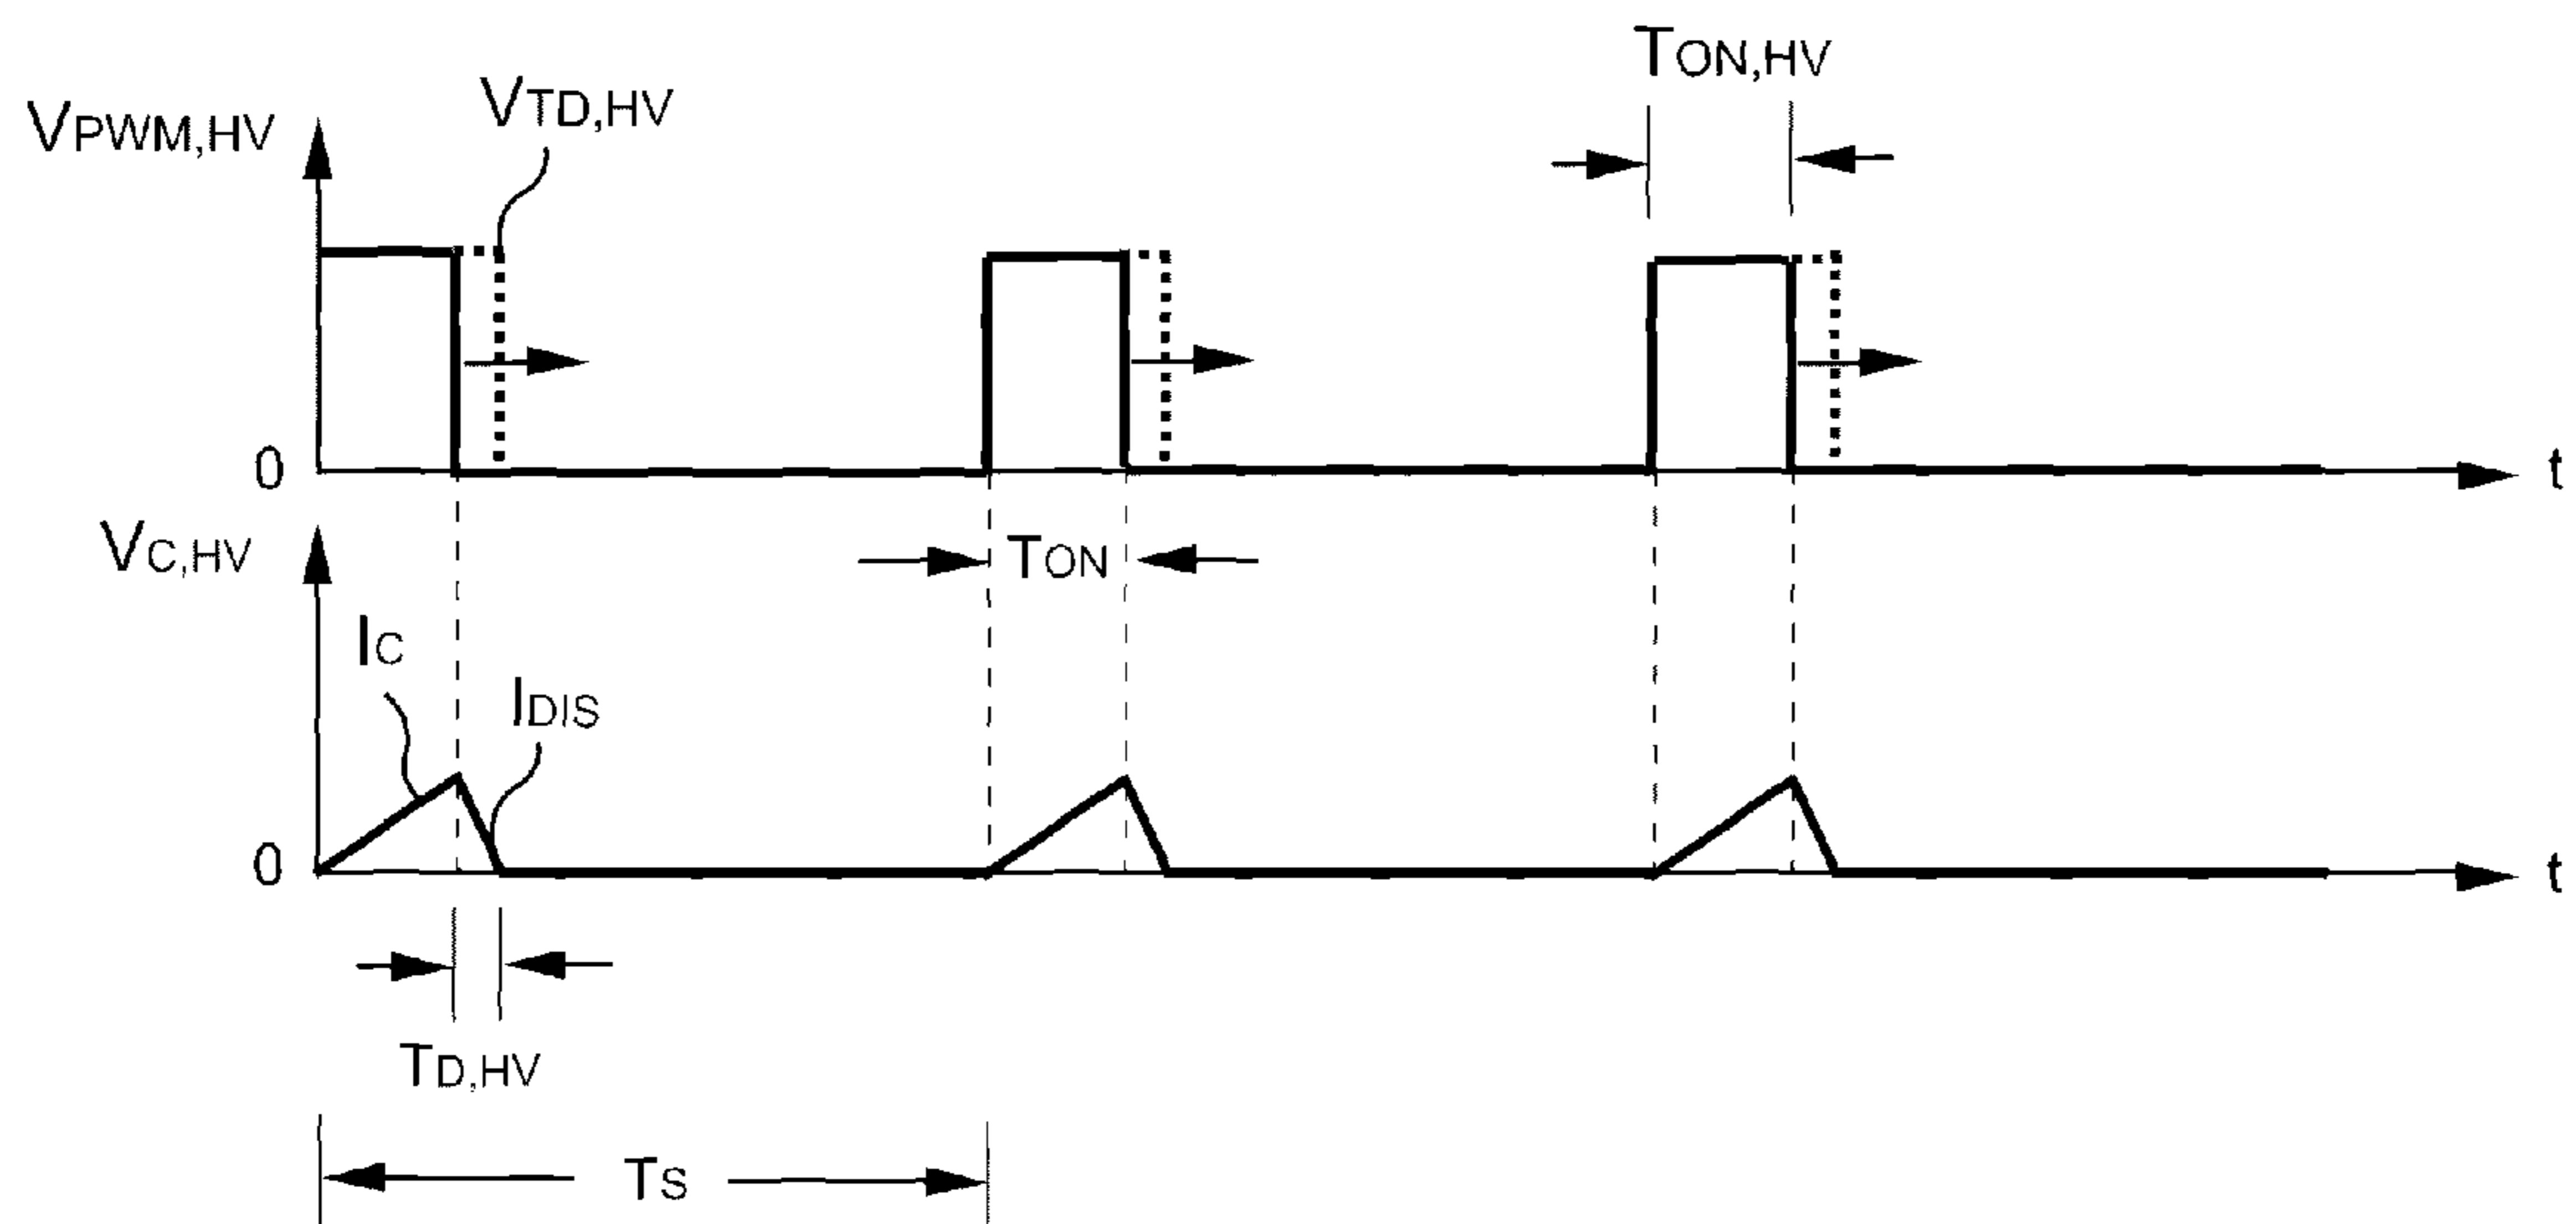 TON,HV
VTD,HV
VPWM,HV
0
t
VC,HV
TON
IC
IDIS
0
t
TD,HV
TS